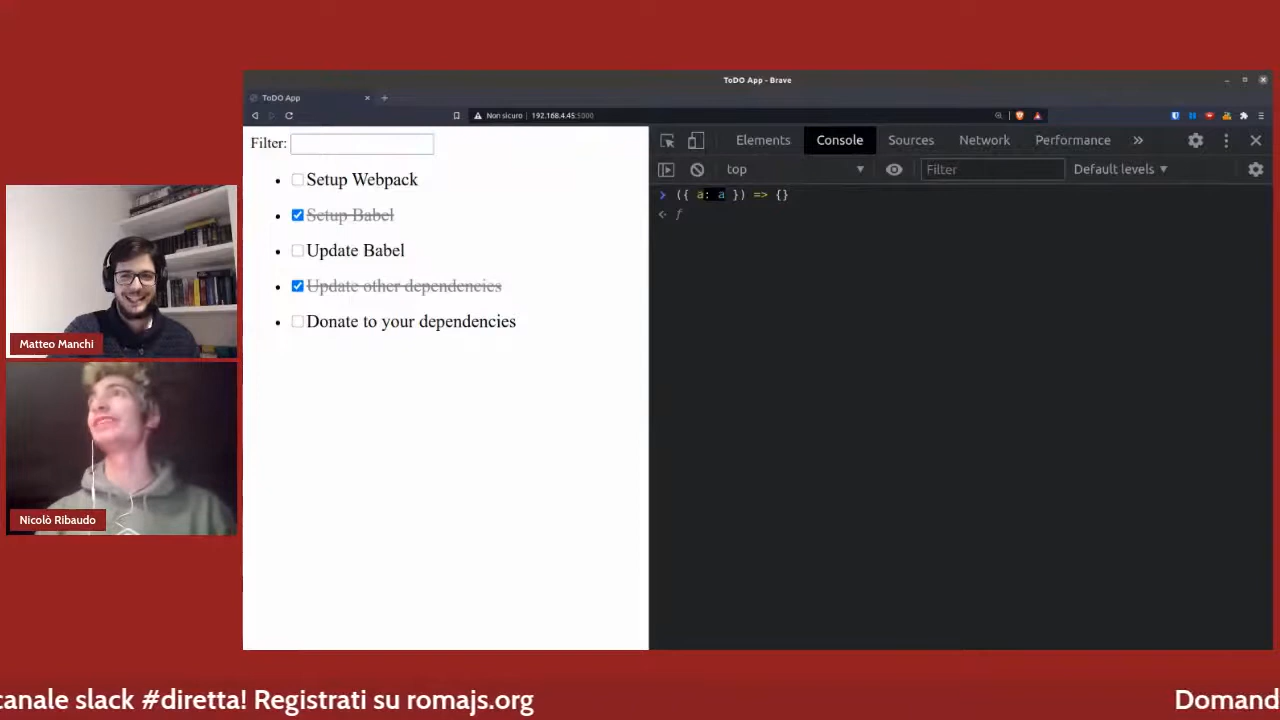 ToDO App - Brave
ToDO App
Non sicuro | 192.168.4.45:5000
Filter:
Setup Webpack
Setup Babel
Update Babel
Update other dependencies
Donate to your dependencies
Elements Console Sources Network Performance
top Filter Default levels
({ a: a }) => {}
f
Matteo Manchi
Nicolò Ribaudo
canale slack #diretta! Registrati su romajs.org
Domand